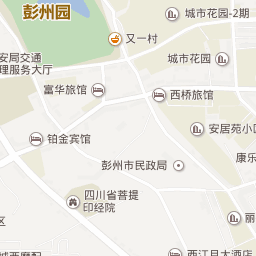 彭州园
城市花园-2期
又一村
安局交通
理服务大厅
城市花园
富华旅馆
西桥旅馆
安居苑小区
铂金宾馆
康乐
彭州市民政局
四川省菩提
印经院
区
西江月大酒店